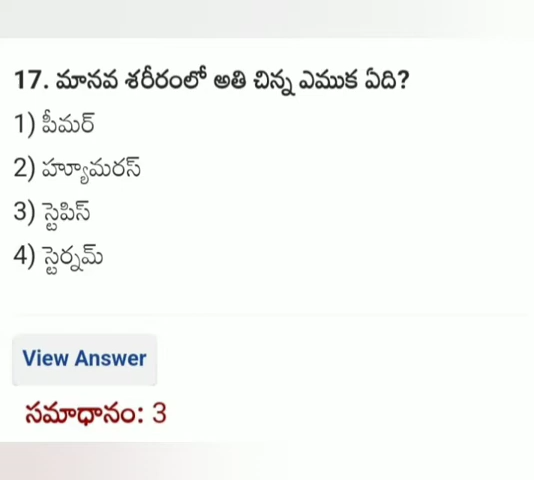 17. మానవ శరీరంలో అతి చిన్న ఎముక ఏది?
1) పీమర్
2) హ్యూమరస్
3) స్టెపిస్
4) స్టెర్నమ్
View Answer
సమాధానం: 3